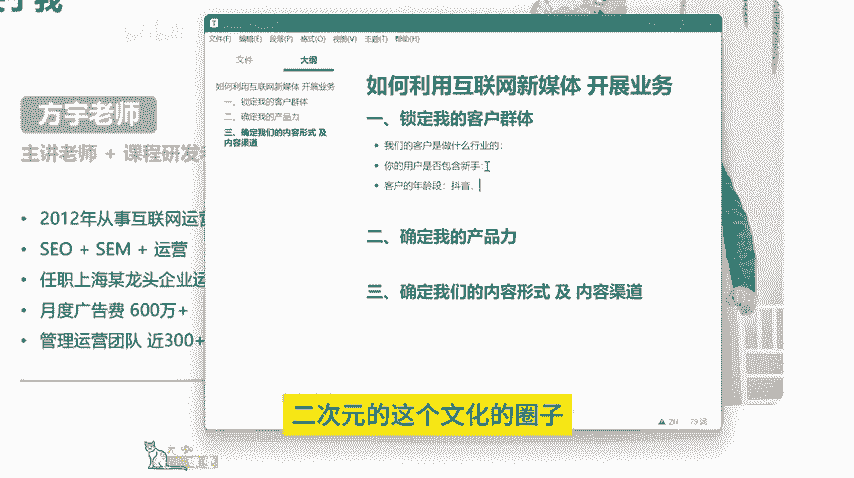 于我
方宇老师
主讲老师 + 课程研发
• 2012年从事互联网运营
• SEO + SEM + 运营
• 任职上海某龙头企业运
• 月度广告费 600万+
• 管理运营团队 近300+
T
文件(F) 编辑(E) 段落(P) 格式(O) 视图(V) 主题(T) 帮助(H)
文件 大纲
如何利用互联网新媒体 开展业务
一、锁定我的客户群体
二、确定我的产品力
三、确定我们的内容形式 及
内容渠道
如何利用互联网新媒体 开展业务
一、锁定我的客户群体
• 我们的客户是做什么行业的：
• 你的用户是否包含新手：
• 客户的年龄段：抖音、
二、确定我的产品力
三、确定我们的内容形式 及 内容渠道
二次元的这个文化的圈子
ZH 79 词